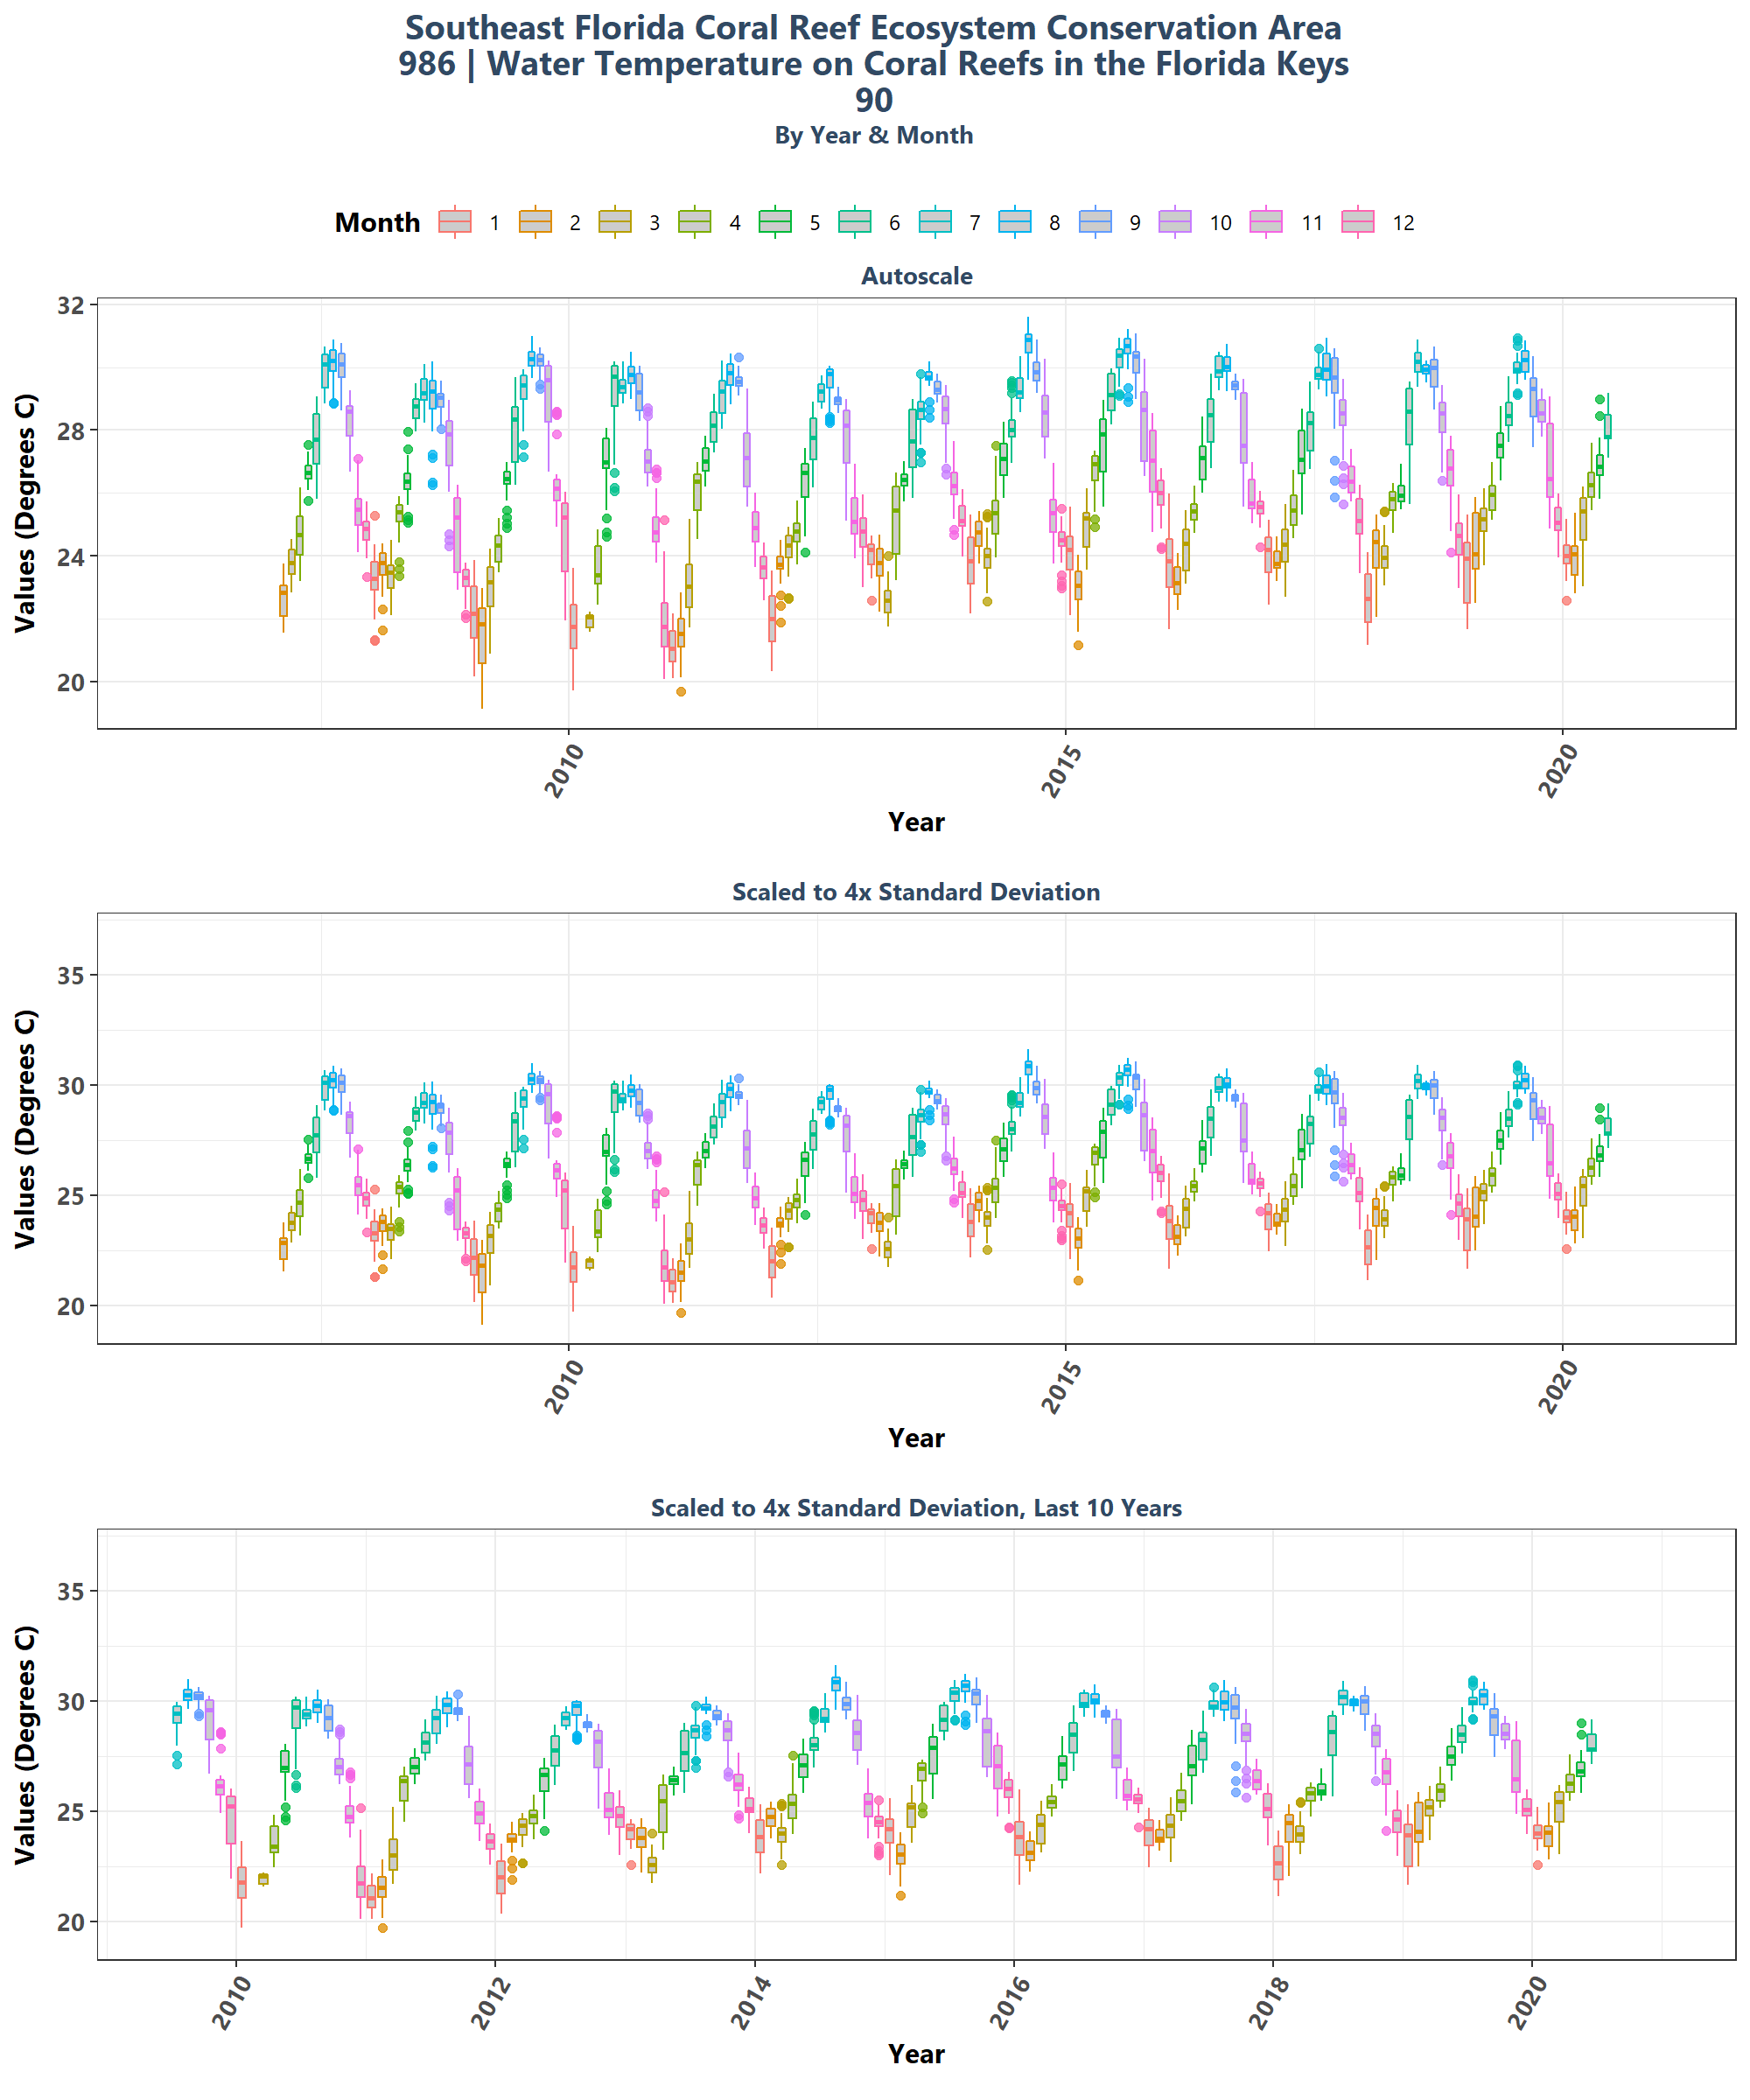 Southeast Florida Coral Reef Ecosystem Conservation Area
986 | Water Temperature on Coral Reefs in the Florida Keys
90
By Year & Month
Month 1 2 3 4 5 6 7 8 9 10 11 12
Autoscale
Values (Degrees C)
32
28
24
20
2010 2015 2020
Year
Scaled to 4x Standard Deviation
Values (Degrees C)
35
30
25
20
2010 2015 2020
Year
Scaled to 4x Standard Deviation, Last 10 Years
Values (Degrees C)
35
30
25
20
2010 2012 2014 2016 2018 2020
Year